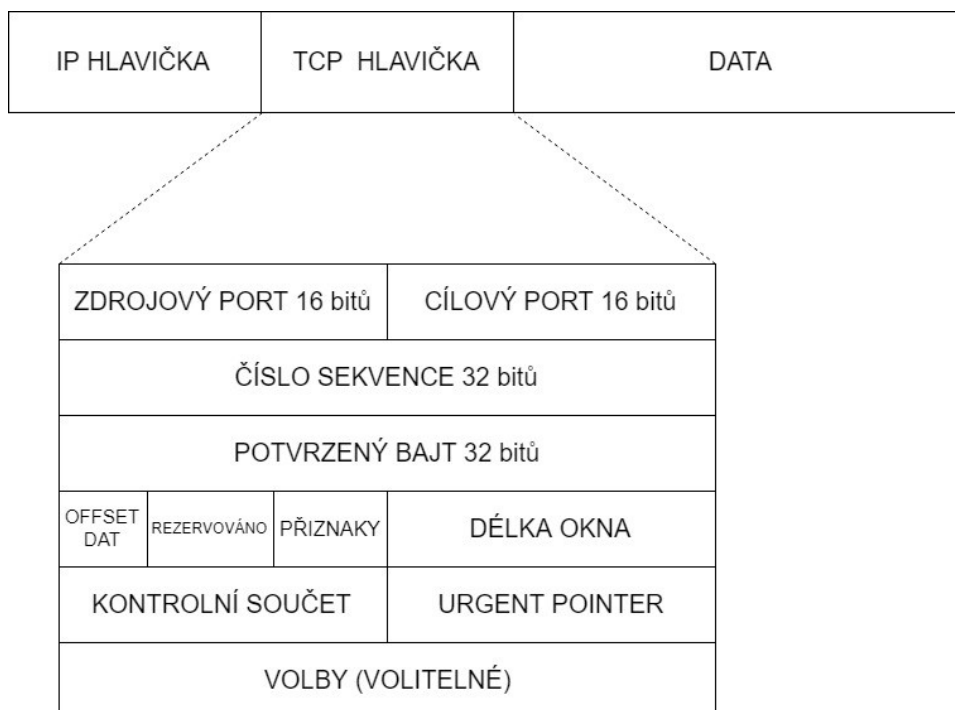 IP HLAVIČKA
TCP HLAVIČKA
DATA
ZDROJOVÝ PORT 16 bitů
CÍLOVÝ PORT 16 bitů
ČÍSLO SEKVENCE 32 bitů
POTVRZENÝ BAJT 32 bitů
OFFSET
DAT
REZERVOVÁNO
PŘIZNAKY
DÉLKA OKNA
KONTROLNÍ SOUČET
URGENT POINTER
VOLBY (VOLITELNÉ)